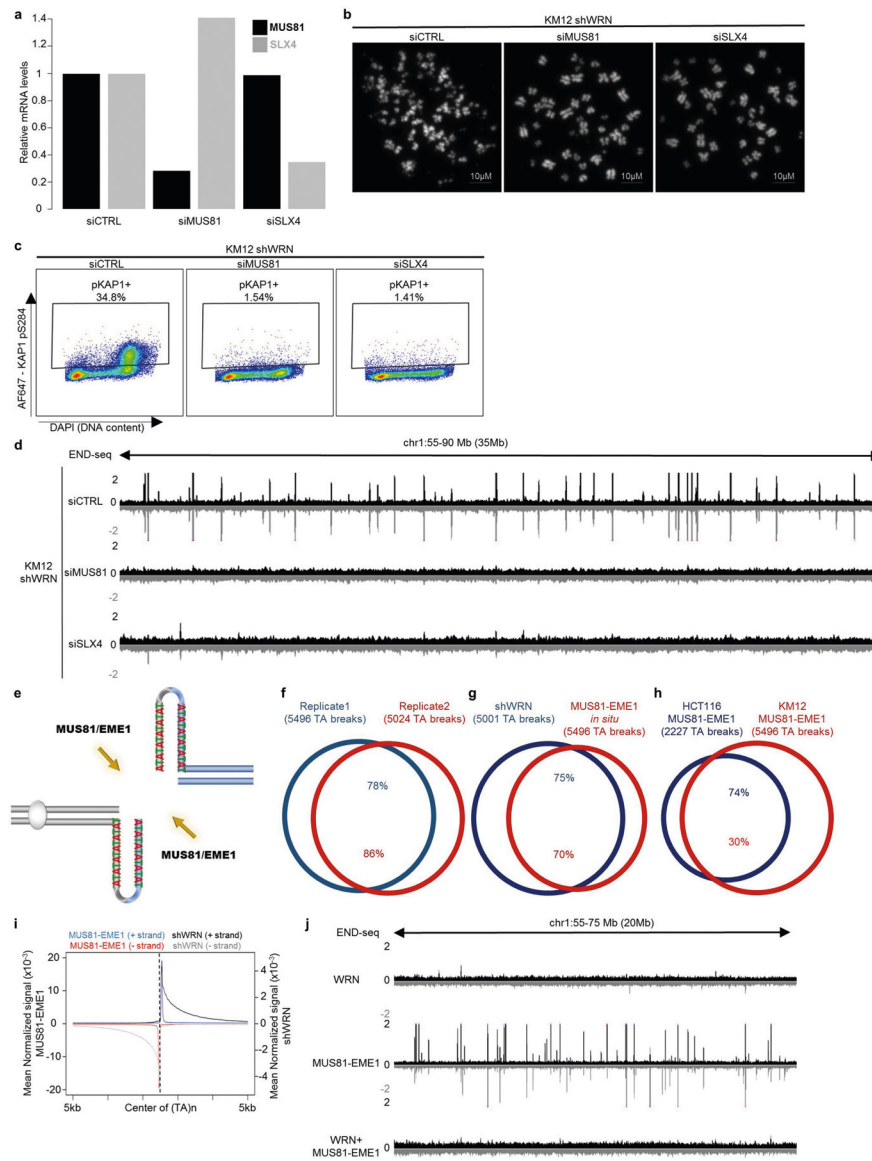 a
1.4
1.2
1
0.8
0.6
0.4
0.2
0
Relative mRNA levels
MUS81
SLX4
siCTRL siMUS81 siSLX4
b
KM12 shWRN
siCTRL siMUS81 siSLX4
10µM 10µM 10µM
c
KM12 shWRN
siCTRL siMUS81 siSLX4
pKAP1+ pKAP1+ pKAP1+
34.8% 1.54% 1.41%
AF647 - KAP1 pS284
DAPI (DNA content)
d
chr1:55-90 Mb (35Mb)
END-seq
2
siCTRL 0
-2
KM12
shWRN
2
siMUS81 0
-2
2
siSLX4 0
-2
e
MUS81/EME1
MUS81/EME1
f
Replicate1
(5496 TA breaks)
Replicate2
(5024 TA breaks)
78%
86%
g
shWRN
(5001 TA breaks)
MUS81-EME1
in situ
(5496 TA breaks)
75%
70%
h
HCT116
MUS81-EME1
(2227 TA breaks)
KM12
MUS81-EME1
(5496 TA breaks)
74%
30%
i
MUS81-EME1 (+ strand) shWRN (+ strand)
MUS81-EME1 (- strand) shWRN (- strand)
Mean Normalized signal (x10⁻³)
MUS81-EME1
20
10
0
-10
-20
4
2
0
-2
-4
Mean Normalized signal (x10⁻³)
shWRN
5kb Center of (TA)n 5kb
j
chr1:55-75 Mb (20Mb)
END-seq
2
WRN 0
-2
2
MUS81-EME1 0
-2
2
WRN+
MUS81-EME1 0